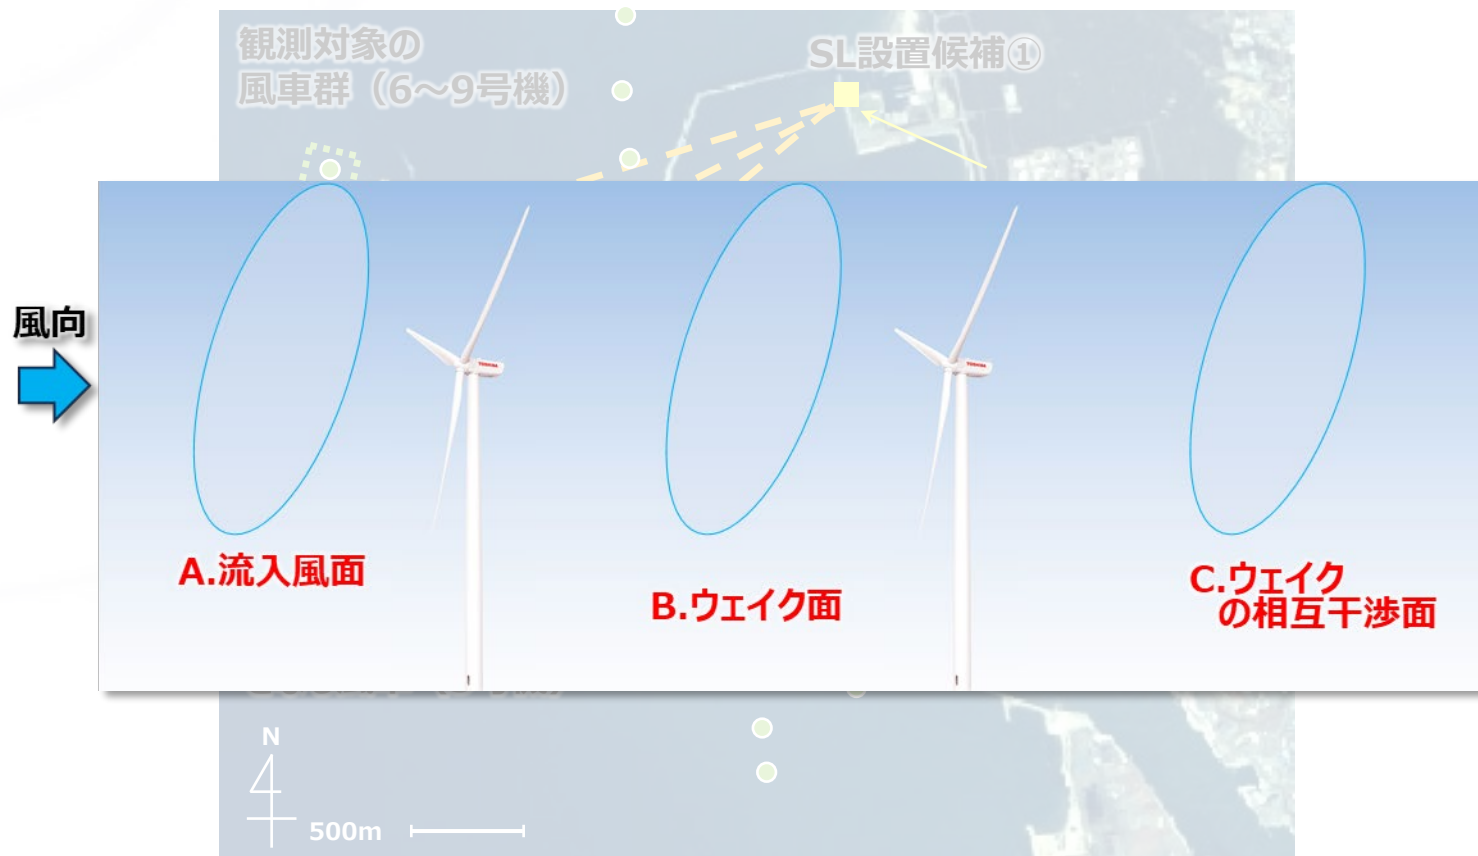 観測対象の
風車群（6～9号機）
SL設置候補①
風向
TOSHIBA
TOSHIBA
A.流入風面
B.ウェイク面
C.ウェイク
の相互干渉面
N
500m